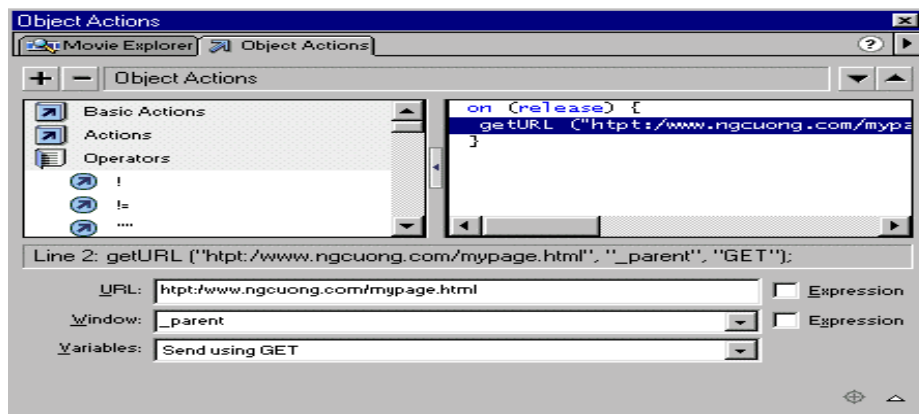 Object Actions
Movie Explorer Object Actions
Object Actions
Basic Actions
Actions
Operators
!
!=
""
on (release) {
getURL ("htpt:/www.ngcuong.com/mypa
}
Line 2: getURL ("htpt:/www.ngcuong.com/mypage.html", "_parent", "GET");
URL: htpt:/www.ngcuong.com/mypage.html Expression
Window: _parent Expression
Variables: Send using GET